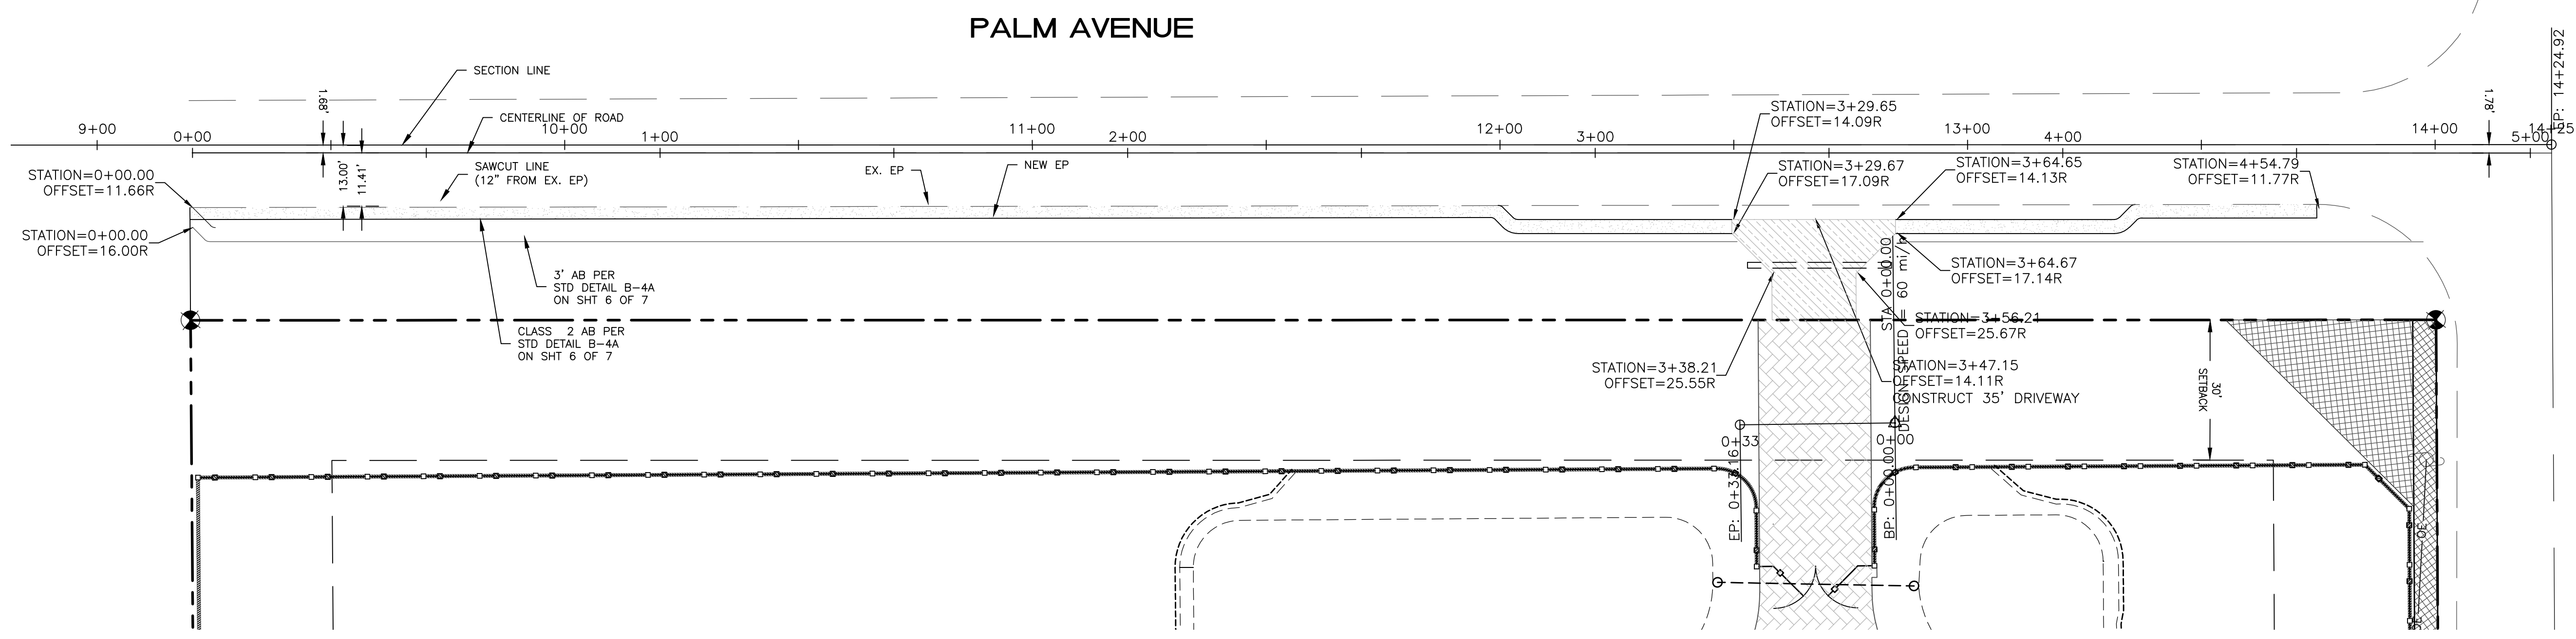 PALM AVENUE
EP: 14+24.92
SECTION LINE
1.68'
1.78'
CENTERLINE OF ROAD
9+00
0+00
10+00
1+00
11+00
2+00
12+00
3+00
13+00
4+00
14+00
5+00
STATION=3+29.65
OFFSET=14.09R
SAWCUT LINE
(12" FROM EX. EP)
EX. EP
NEW EP
13.00'
11.41'
STATION=3+29.67
OFFSET=17.09R
STATION=3+64.65
OFFSET=14.13R
STATION=4+54.79
OFFSET=11.77R
STATION=0+00.00
OFFSET=11.66R
STATION=0+00.00
OFFSET=16.00R
3' AB PER
STD DETAIL B-4A
ON SHT 6 OF 7
STATION=3+64.67
OFFSET=17.14R
STA 0+00.00
DESIGN SPEED= 60 mi/
CLASS 2 AB PER
STD DETAIL B-4A
ON SHT 6 OF 7
STATION=3+56.21
OFFSET=25.67R
STATION=3+38.21
OFFSET=25.55R
STATION=3+47.15
OFFSET=14.11R
CONSTRUCT 35' DRIVEWAY
30'
SETBACK
0+33
0+00
BP: 0+00.00